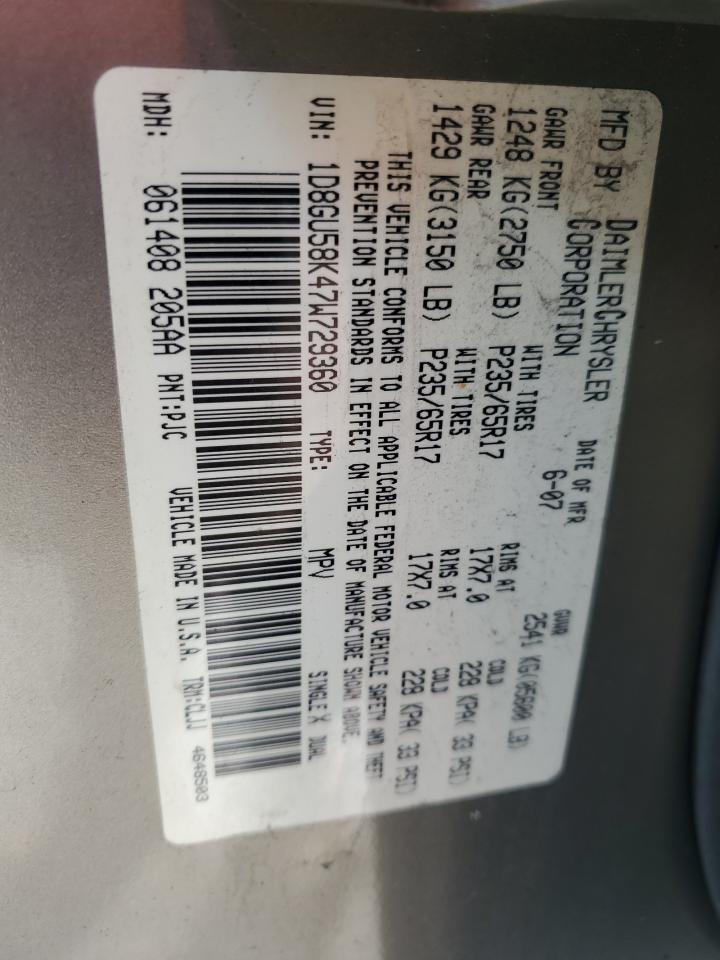 MFD BY DAIMLERCHRYSLER CORPORATION DATE OF MFR 6-07 GVWR 2541 KG(05600 LB)
GAWR FRONT WITH TIRES RIMS AT COLD
1248 KG(2750 LB) P235/65R17 17X7.0 228 KPA( 33 PSI)
GAWR REAR WITH TIRES RIMS AT COLD
1429 KG(3150 LB) P235/65R17 17X7.0 228 KPA( 33 PSI)
THIS VEHICLE CONFORMS TO ALL APPLICABLE FEDERAL MOTOR VEHICLE SAFETY AND THEFT
PREVENTION STANDARDS IN EFFECT ON THE DATE OF MANUFACTURE SHOWN ABOVE.
VIN: 1D8GU58K47W729360 TYPE: MPV SINGLE X DUAL
MDH: 061408 205AA PNT:PJC VEHICLE MADE IN U.S.A. TRM:CLJJ
4648503